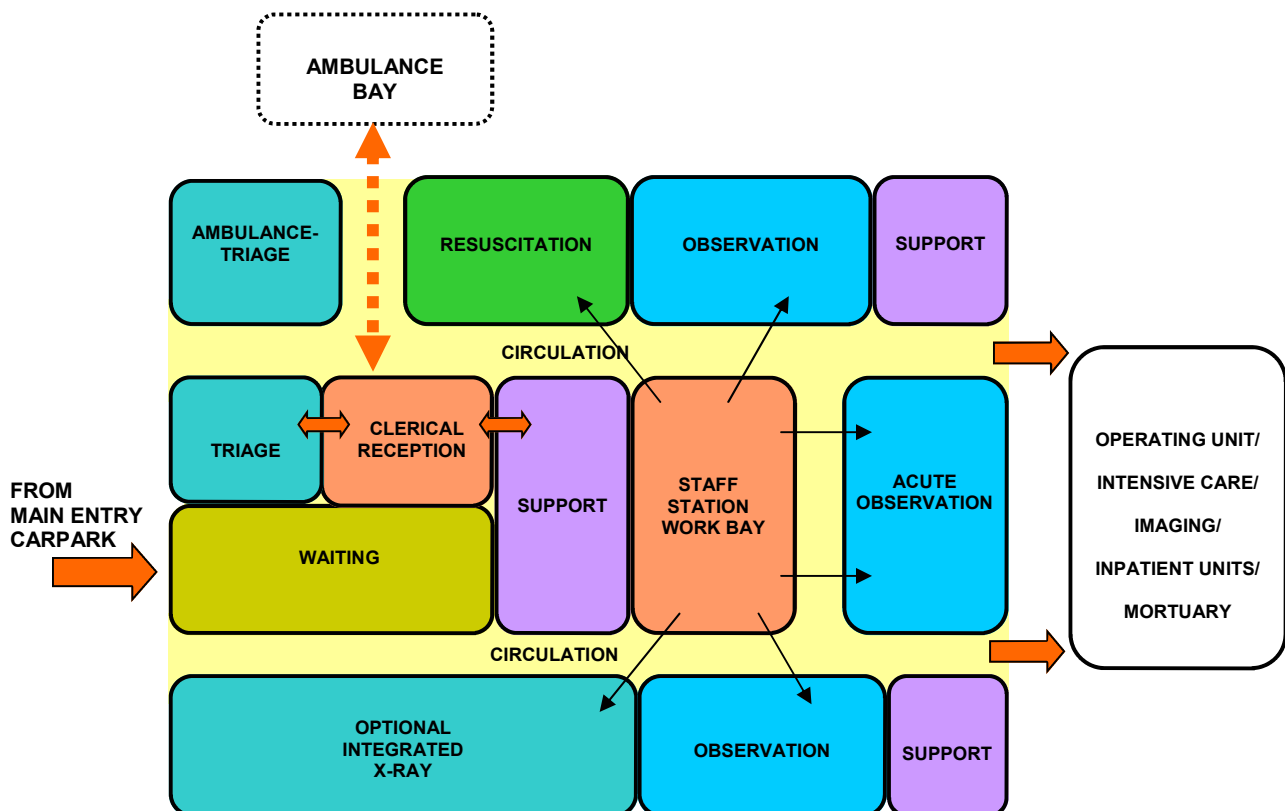 AMBULANCE
BAY
AMBULANCE-
TRIAGE
RESUSCITATION
OBSERVATION
SUPPORT
CIRCULATION
TRIAGE
CLERICAL
RECEPTION
SUPPORT
STAFF
STATION
WORK BAY
ACUTE
OBSERVATION
OPERATING UNIT/
INTENSIVE CARE/
IMAGING/
INPATIENT UNITS/
MORTUARY
FROM
MAIN ENTRY
CARPARK
WAITING
CIRCULATION
OPTIONAL
INTEGRATED
X-RAY
OBSERVATION
SUPPORT